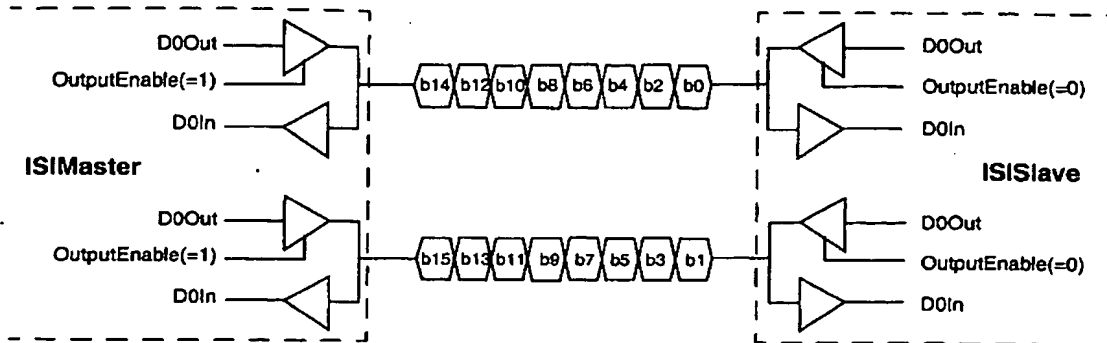 D0Out
OutputEnable(=1)
D0In
b14 b12 b10 b8 b6 b4 b2 b0
D0Out
OutputEnable(=0)
D0In
ISIMaster
ISISlave
D0Out
OutputEnable(=1)
D0In
b15 b13 b11 b9 b7 b5 b3 b1
D0Out
OutputEnable(=0)
D0In